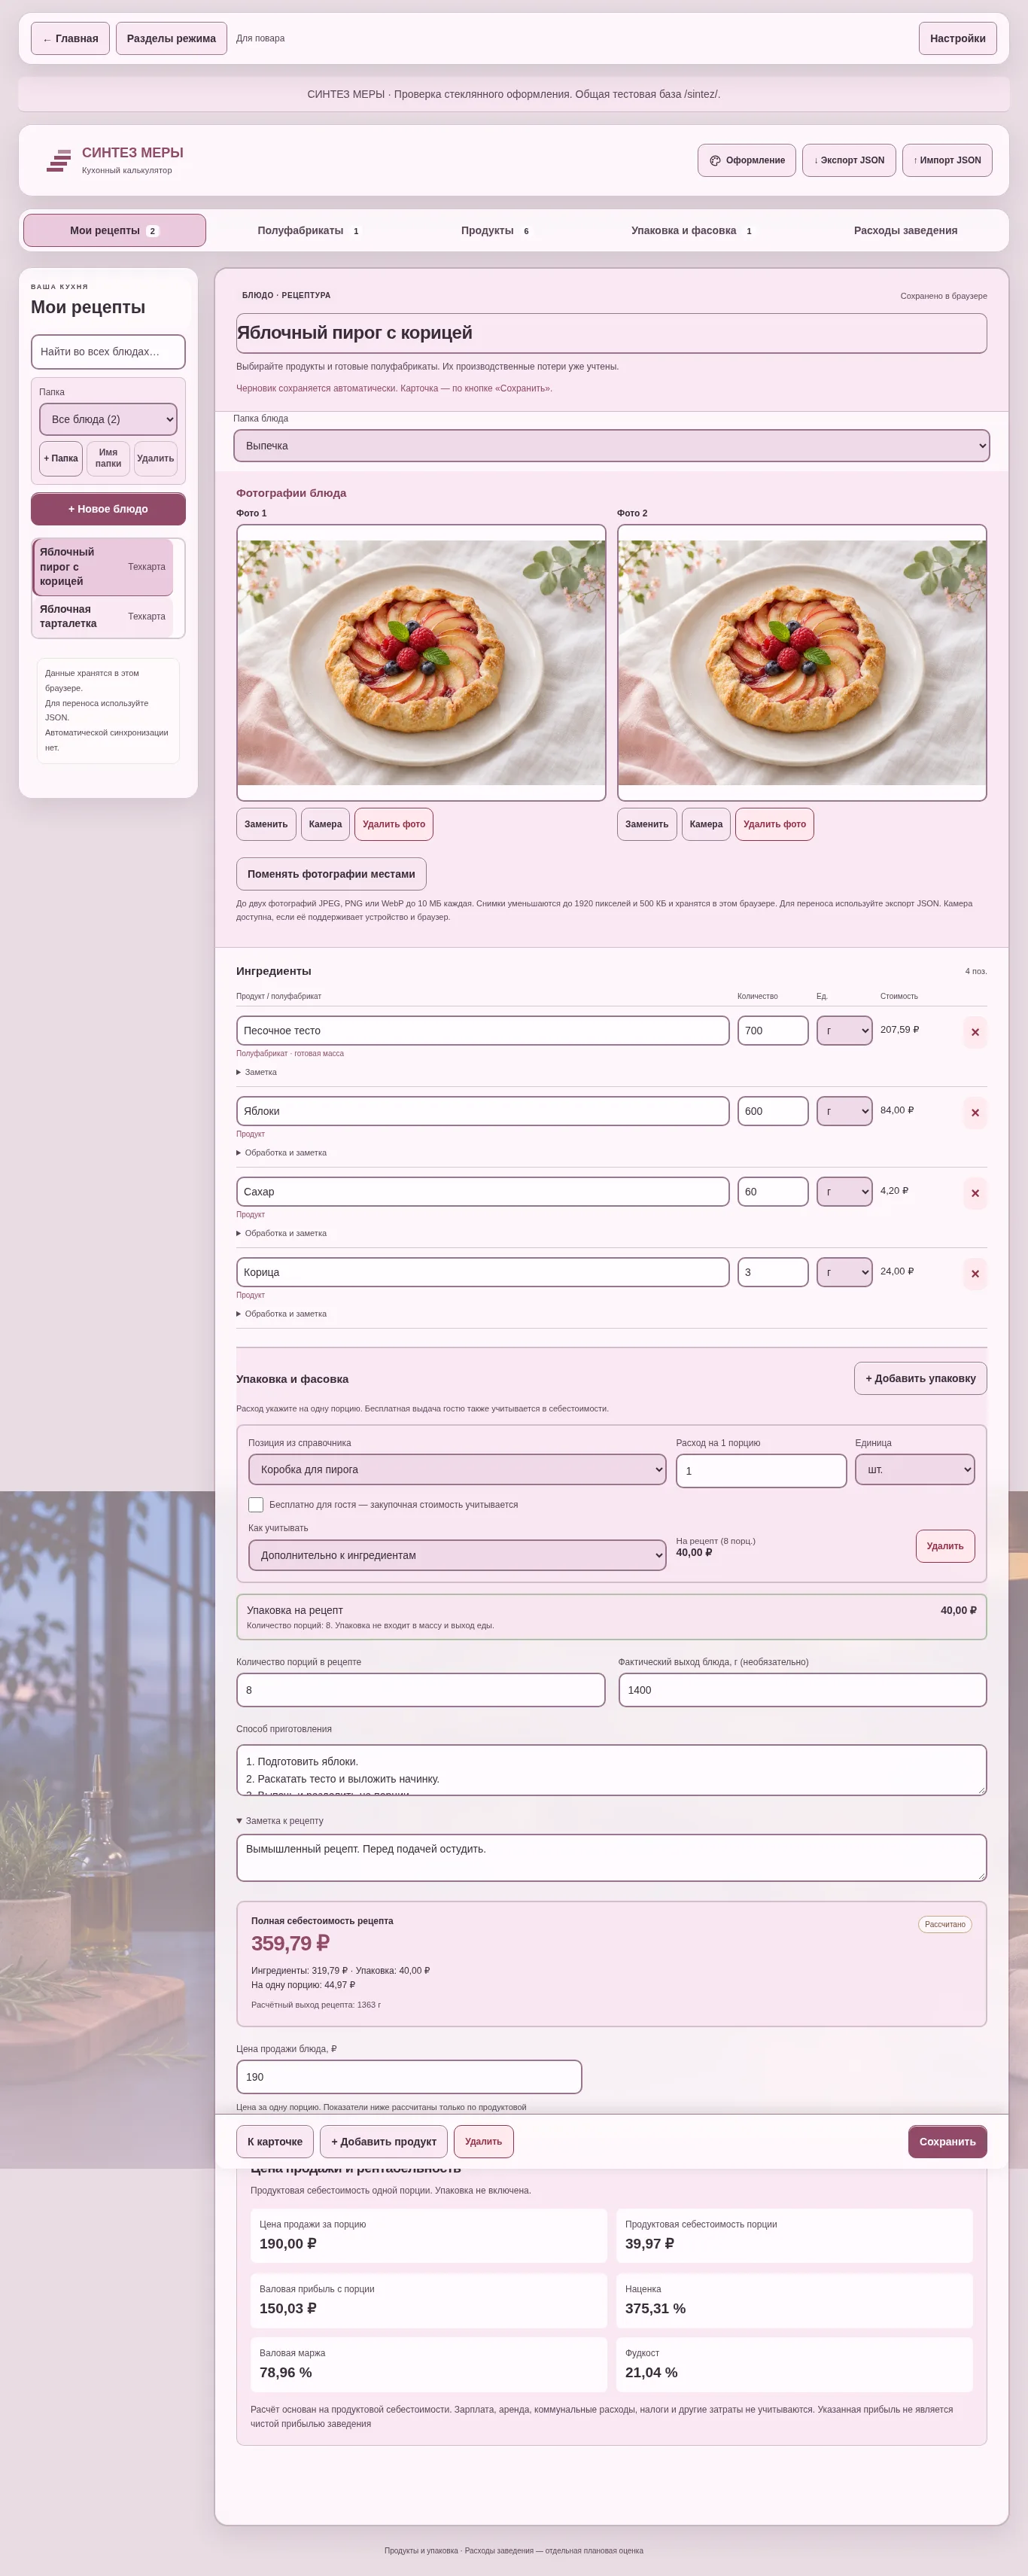 ← Главная
Разделы режима
Для повара
Настройки
СИНТЕЗ МЕРЫ · Проверка стеклянного оформления. Общая тестовая база /sintez/.
СИНТЕЗ МЕРЫ
Кухонный калькулятор
Оформление
↓ Экспорт JSON
↑ Импорт JSON
Мои рецепты 2
Полуфабрикаты 1
Продукты 6
Упаковка и фасовка 1
Расходы заведения
ВАША КУХНЯ
Мои рецепты
Найти во всех блюдах…
Папка
Все блюда (2)
+ Папка
Имя
папки
Удалить
+ Новое блюдо
Яблочный
пирог с
корицей
Техкарта
Яблочная
тарталетка
Техкарта
Данные хранятся в этом
браузере.
Для переноса используйте
JSON.
Автоматической синхронизации
нет.
БЛЮДО · РЕЦЕПТУРА
Сохранено в браузере
Яблочный пирог с корицей
Выбирайте продукты и готовые полуфабрикаты. Их производственные потери уже учтены.
Черновик сохраняется автоматически. Карточка — по кнопке «Сохранить».
Папка блюда
Выпечка
Фотографии блюда
Фото 1
Фото 2
Заменить
Камера
Удалить фото
Заменить
Камера
Удалить фото
Поменять фотографии местами
До двух фотографий JPEG, PNG или WebP до 10 МБ каждая. Снимки уменьшаются до 1920 пикселей и 500 КБ и хранятся в этом браузере. Для переноса используйте экспорт JSON. Камера
доступна, если её поддерживает устройство и браузер.
Ингредиенты
4 поз.
Продукт / полуфабрикат
Количество
Ед.
Стоимость
Песочное тесто
700
г
207,59 ₽
×
Полуфабрикат · готовая масса
▶ Заметка
Яблоки
600
г
84,00 ₽
×
Продукт
▶ Обработка и заметка
Сахар
60
г
4,20 ₽
×
Продукт
▶ Обработка и заметка
Корица
3
г
24,00 ₽
×
Продукт
▶ Обработка и заметка
Упаковка и фасовка
+ Добавить упаковку
Расход укажите на одну порцию. Бесплатная выдача гостю также учитывается в себестоимости.
Позиция из справочника
Расход на 1 порцию
Единица
Коробка для пирога
1
шт.
Бесплатно для гостя — закупочная стоимость учитывается
Как учитывать
Дополнительно к ингредиентам
На рецепт (8 порц.)
40,00 ₽
Удалить
Упаковка на рецепт
40,00 ₽
Количество порций: 8. Упаковка не входит в массу и выход еды.
Количество порций в рецепте
Фактический выход блюда, г (необязательно)
8
1400
Способ приготовления
1. Подготовить яблоки.
2. Раскатать тесто и выложить начинку.
3. Выпечь и разделить на порции.
▼ Заметка к рецепту
Вымышленный рецепт. Перед подачей остудить.
Полная себестоимость рецепта
Рассчитано
359,79 ₽
Ингредиенты: 319,79 ₽ · Упаковка: 40,00 ₽
На одну порцию: 44,97 ₽
Расчётный выход рецепта: 1363 г
Цена продажи блюда, ₽
190
Цена за одну порцию. Показатели ниже рассчитаны только по продуктовой
К карточке
+ Добавить продукт
Удалить
Сохранить
Цена продажи и рентабельность
Продуктовая себестоимость одной порции. Упаковка не включена.
Цена продажи за порцию
190,00 ₽
Продуктовая себестоимость порции
39,97 ₽
Валовая прибыль с порции
150,03 ₽
Наценка
375,31 %
Валовая маржа
78,96 %
Фудкост
21,04 %
Расчёт основан на продуктовой себестоимости. Зарплата, аренда, коммунальные расходы, налоги и другие затраты не учитываются. Указанная прибыль не является
чистой прибылью заведения
Продукты и упаковка · Расходы заведения — отдельная плановая оценка